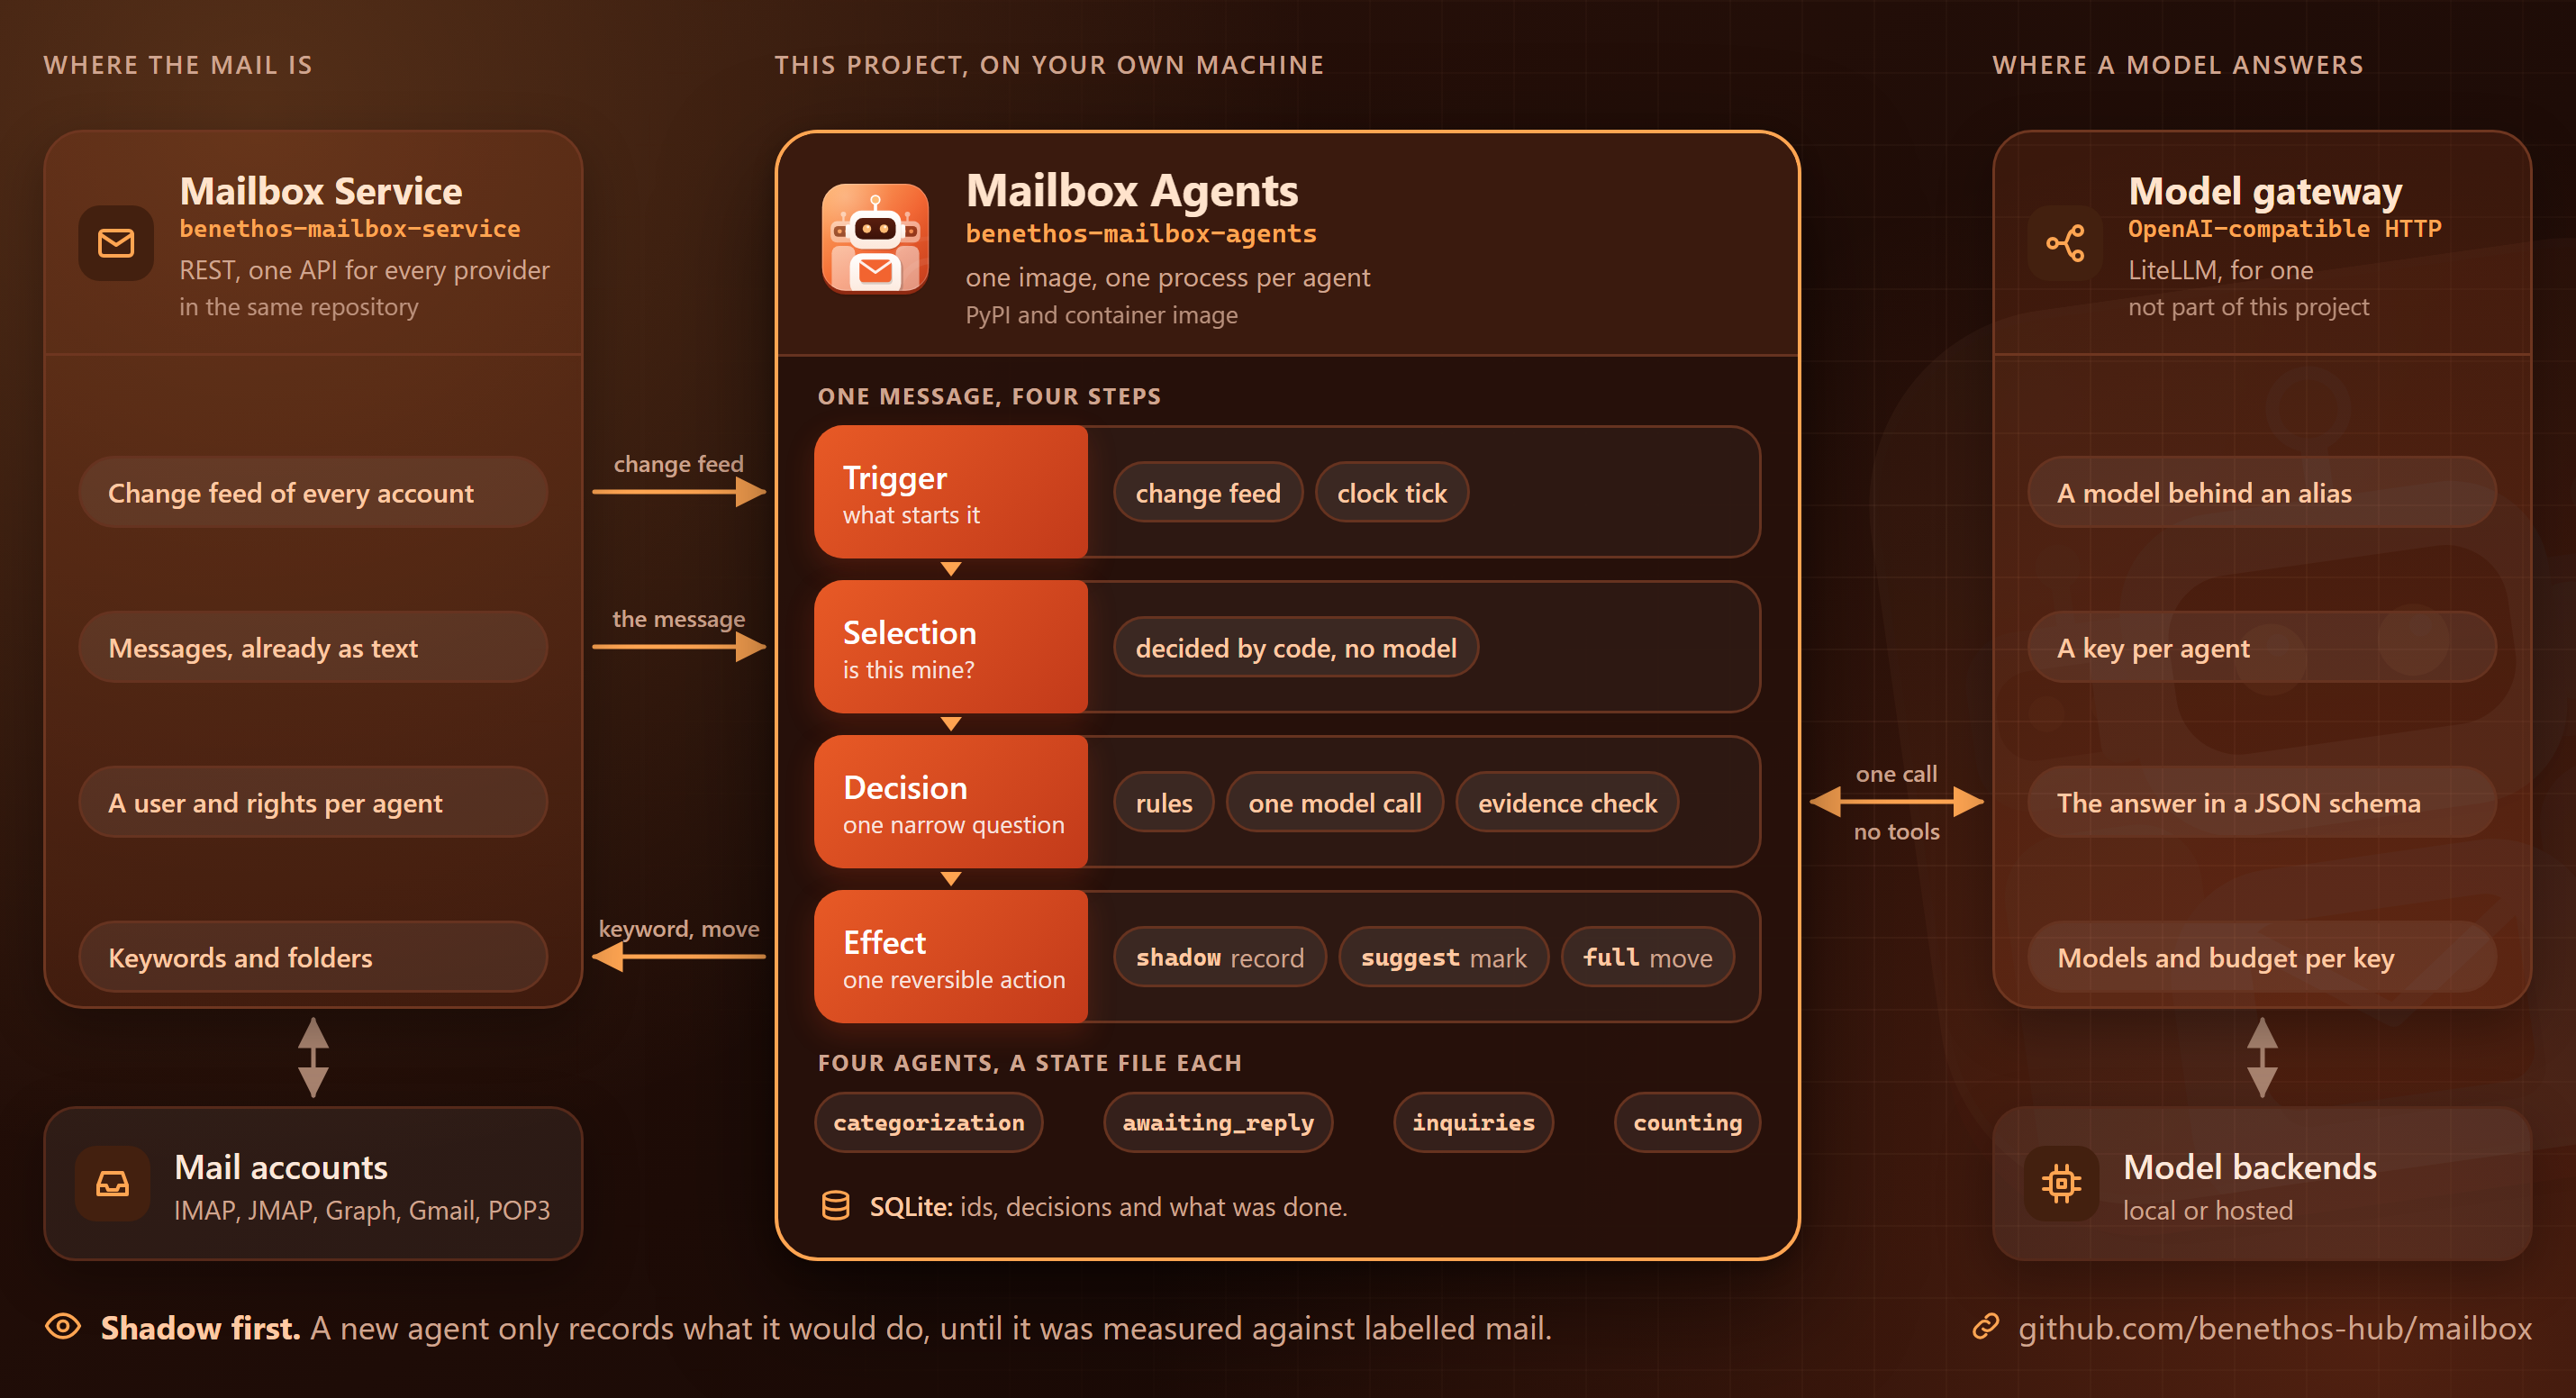 WHERE THE MAIL IS
Mailbox Service
benethos-mailbox-service
REST, one API for every provider
in the same repository
Change feed of every account
Messages, already as text
A user and rights per agent
Keywords and folders
Mail accounts
IMAP, JMAP, Graph, Gmail, POP3
change feed
the message
keyword, move
THIS PROJECT, ON YOUR OWN MACHINE
Mailbox Agents
benethos-mailbox-agents
one image, one process per agent
PyPI and container image
ONE MESSAGE, FOUR STEPS
Trigger
what starts it
change feed
clock tick
Selection
is this mine?
decided by code, no model
Decision
one narrow question
rules
one model call
evidence check
Effect
one reversible action
shadow record
suggest mark
full move
FOUR AGENTS, A STATE FILE EACH
categorization
awaiting_reply
inquiries
counting
SQLite: ids, decisions and what was done.
one call
no tools
WHERE A MODEL ANSWERS
Model gateway
OpenAI-compatible HTTP
LiteLLM, for one
not part of this project
A model behind an alias
A key per agent
The answer in a JSON schema
Models and budget per key
Model backends
local or hosted
Shadow first. A new agent only records what it would do, until it was measured against labelled mail.
github.com/benethos-hub/mailbox